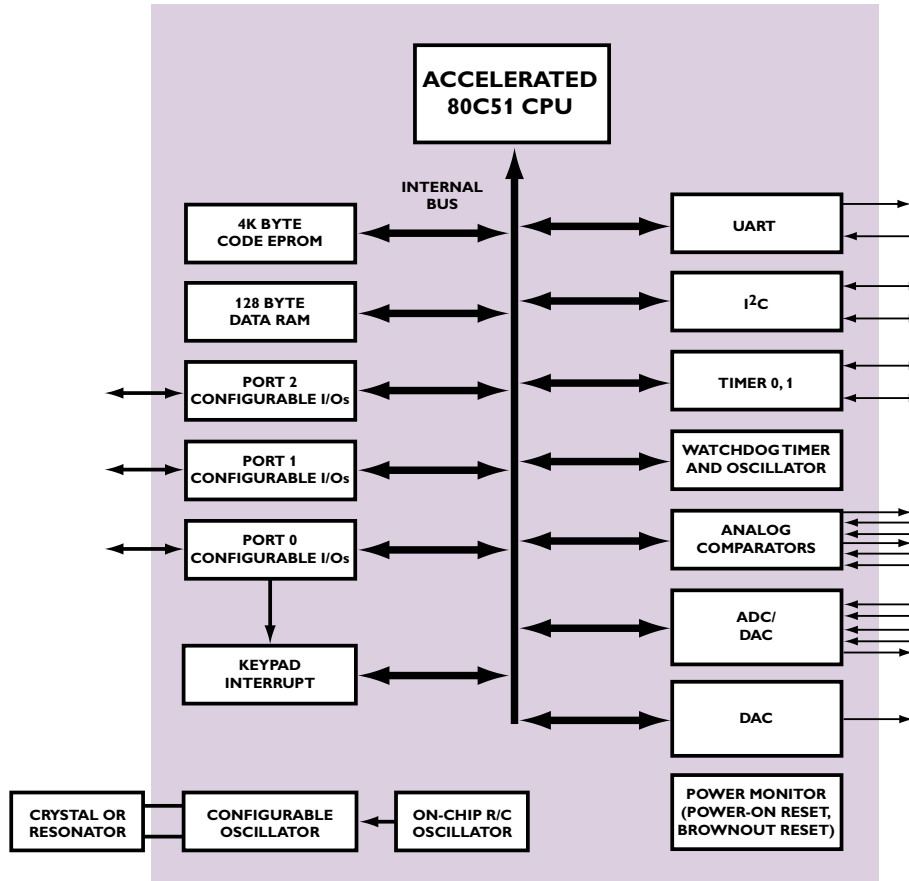 ACCELERATED
80C51 CPU
INTERNAL
BUS
4K BYTE
CODE EPROM
128 BYTE
DATA RAM
PORT 2
CONFIGURABLE I/Os
PORT 1
CONFIGURABLE I/Os
PORT 0
CONFIGURABLE I/Os
KEYPAD
INTERRUPT
UART
I²C
TIMER 0, 1
WATCHDOG TIMER
AND OSCILLATOR
ANALOG
COMPARATORS
ADC/
DAC
DAC
CRYSTAL OR
RESONATOR
CONFIGURABLE
OSCILLATOR
ON-CHIP R/C
OSCILLATOR
POWER MONITOR
(POWER-ON RESET,
BROWNOUT RESET)